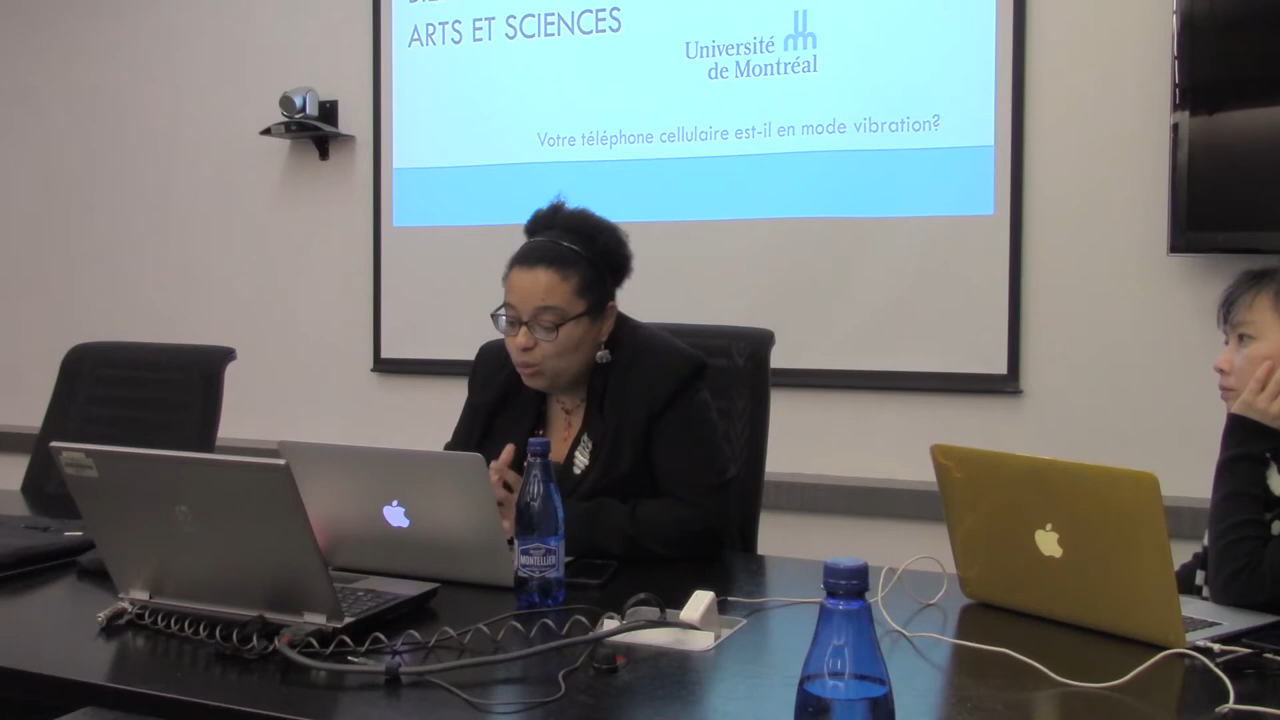 ARTS ET SCIENCES
Université
de Montréal
Votre téléphone cellulaire est-il en mode vibration?
MONTELLIER